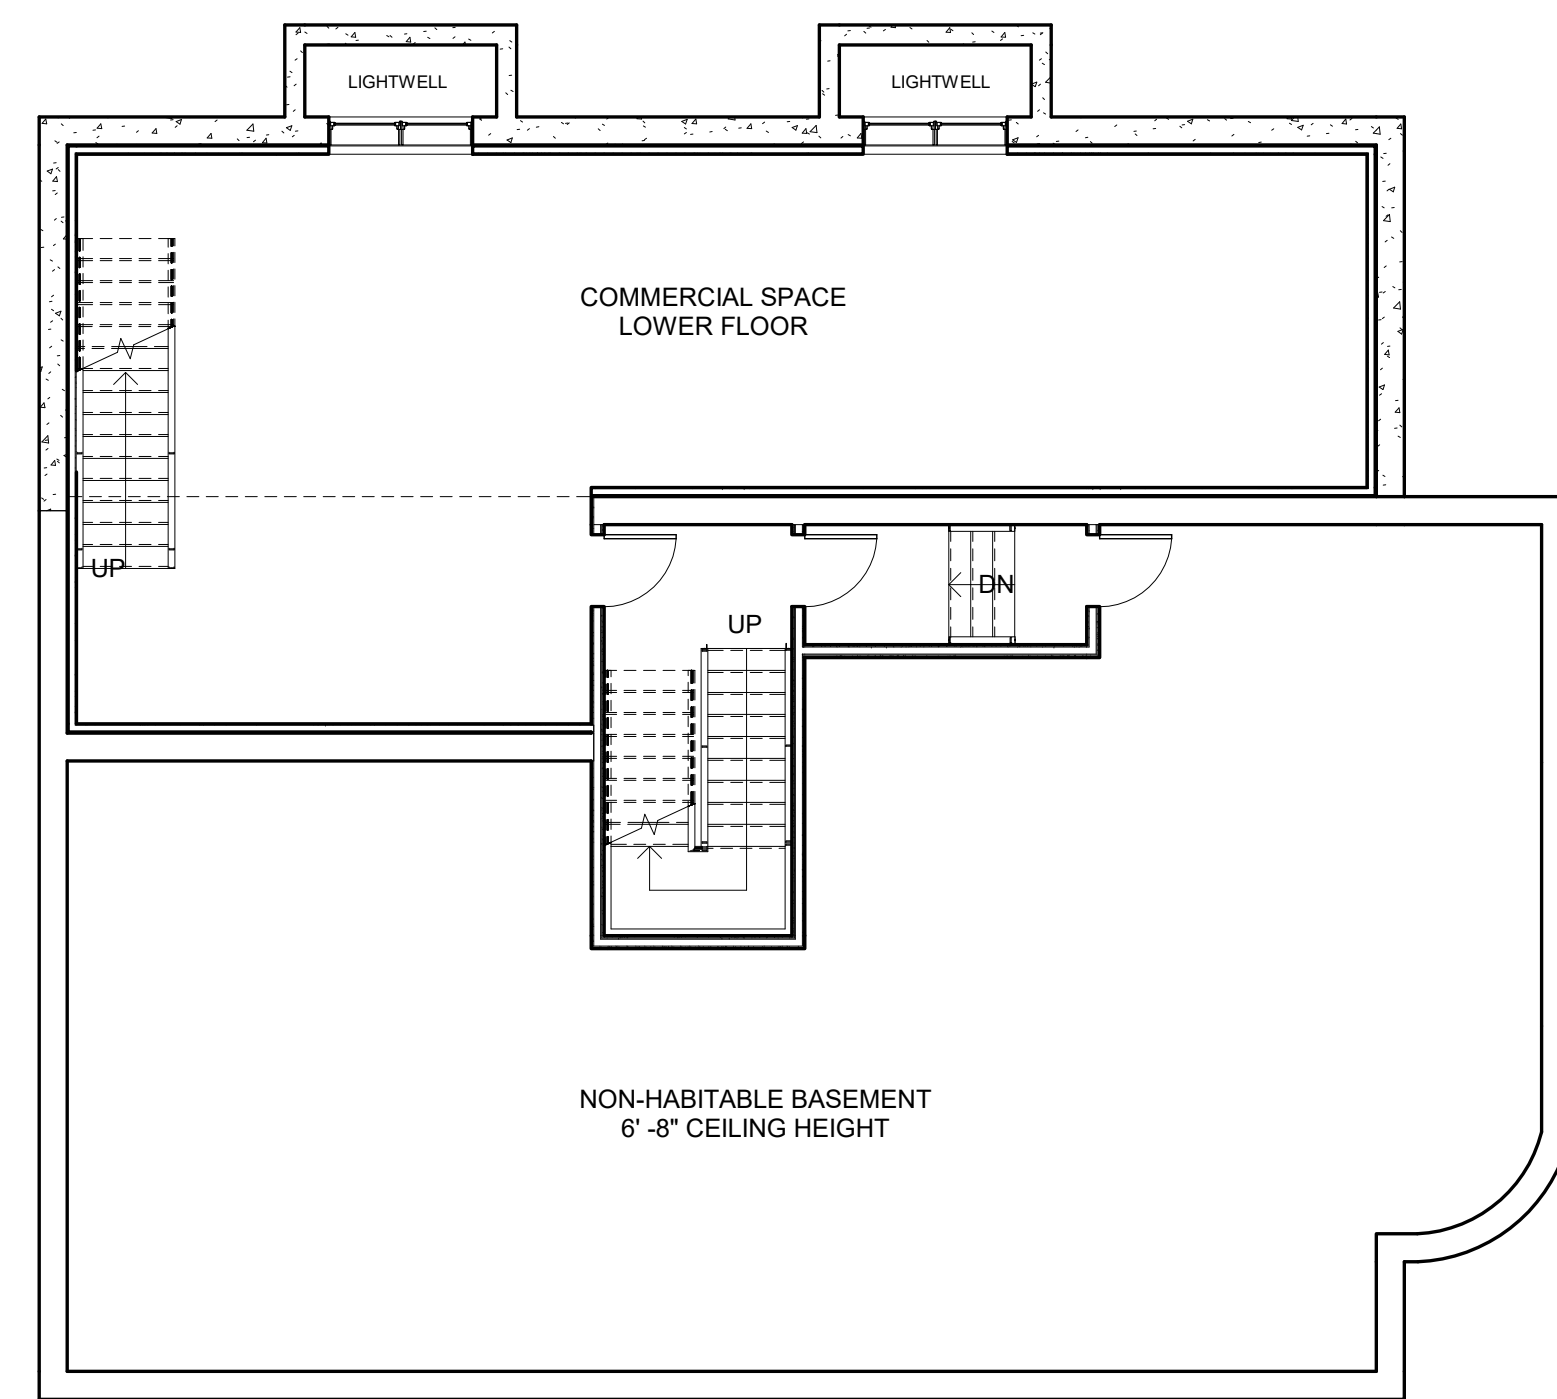 LIGHTWELL
LIGHTWELL
COMMERCIAL SPACE
LOWER FLOOR
UP
DN
UP
NON-HABITABLE BASEMENT
6' -8" CEILING HEIGHT